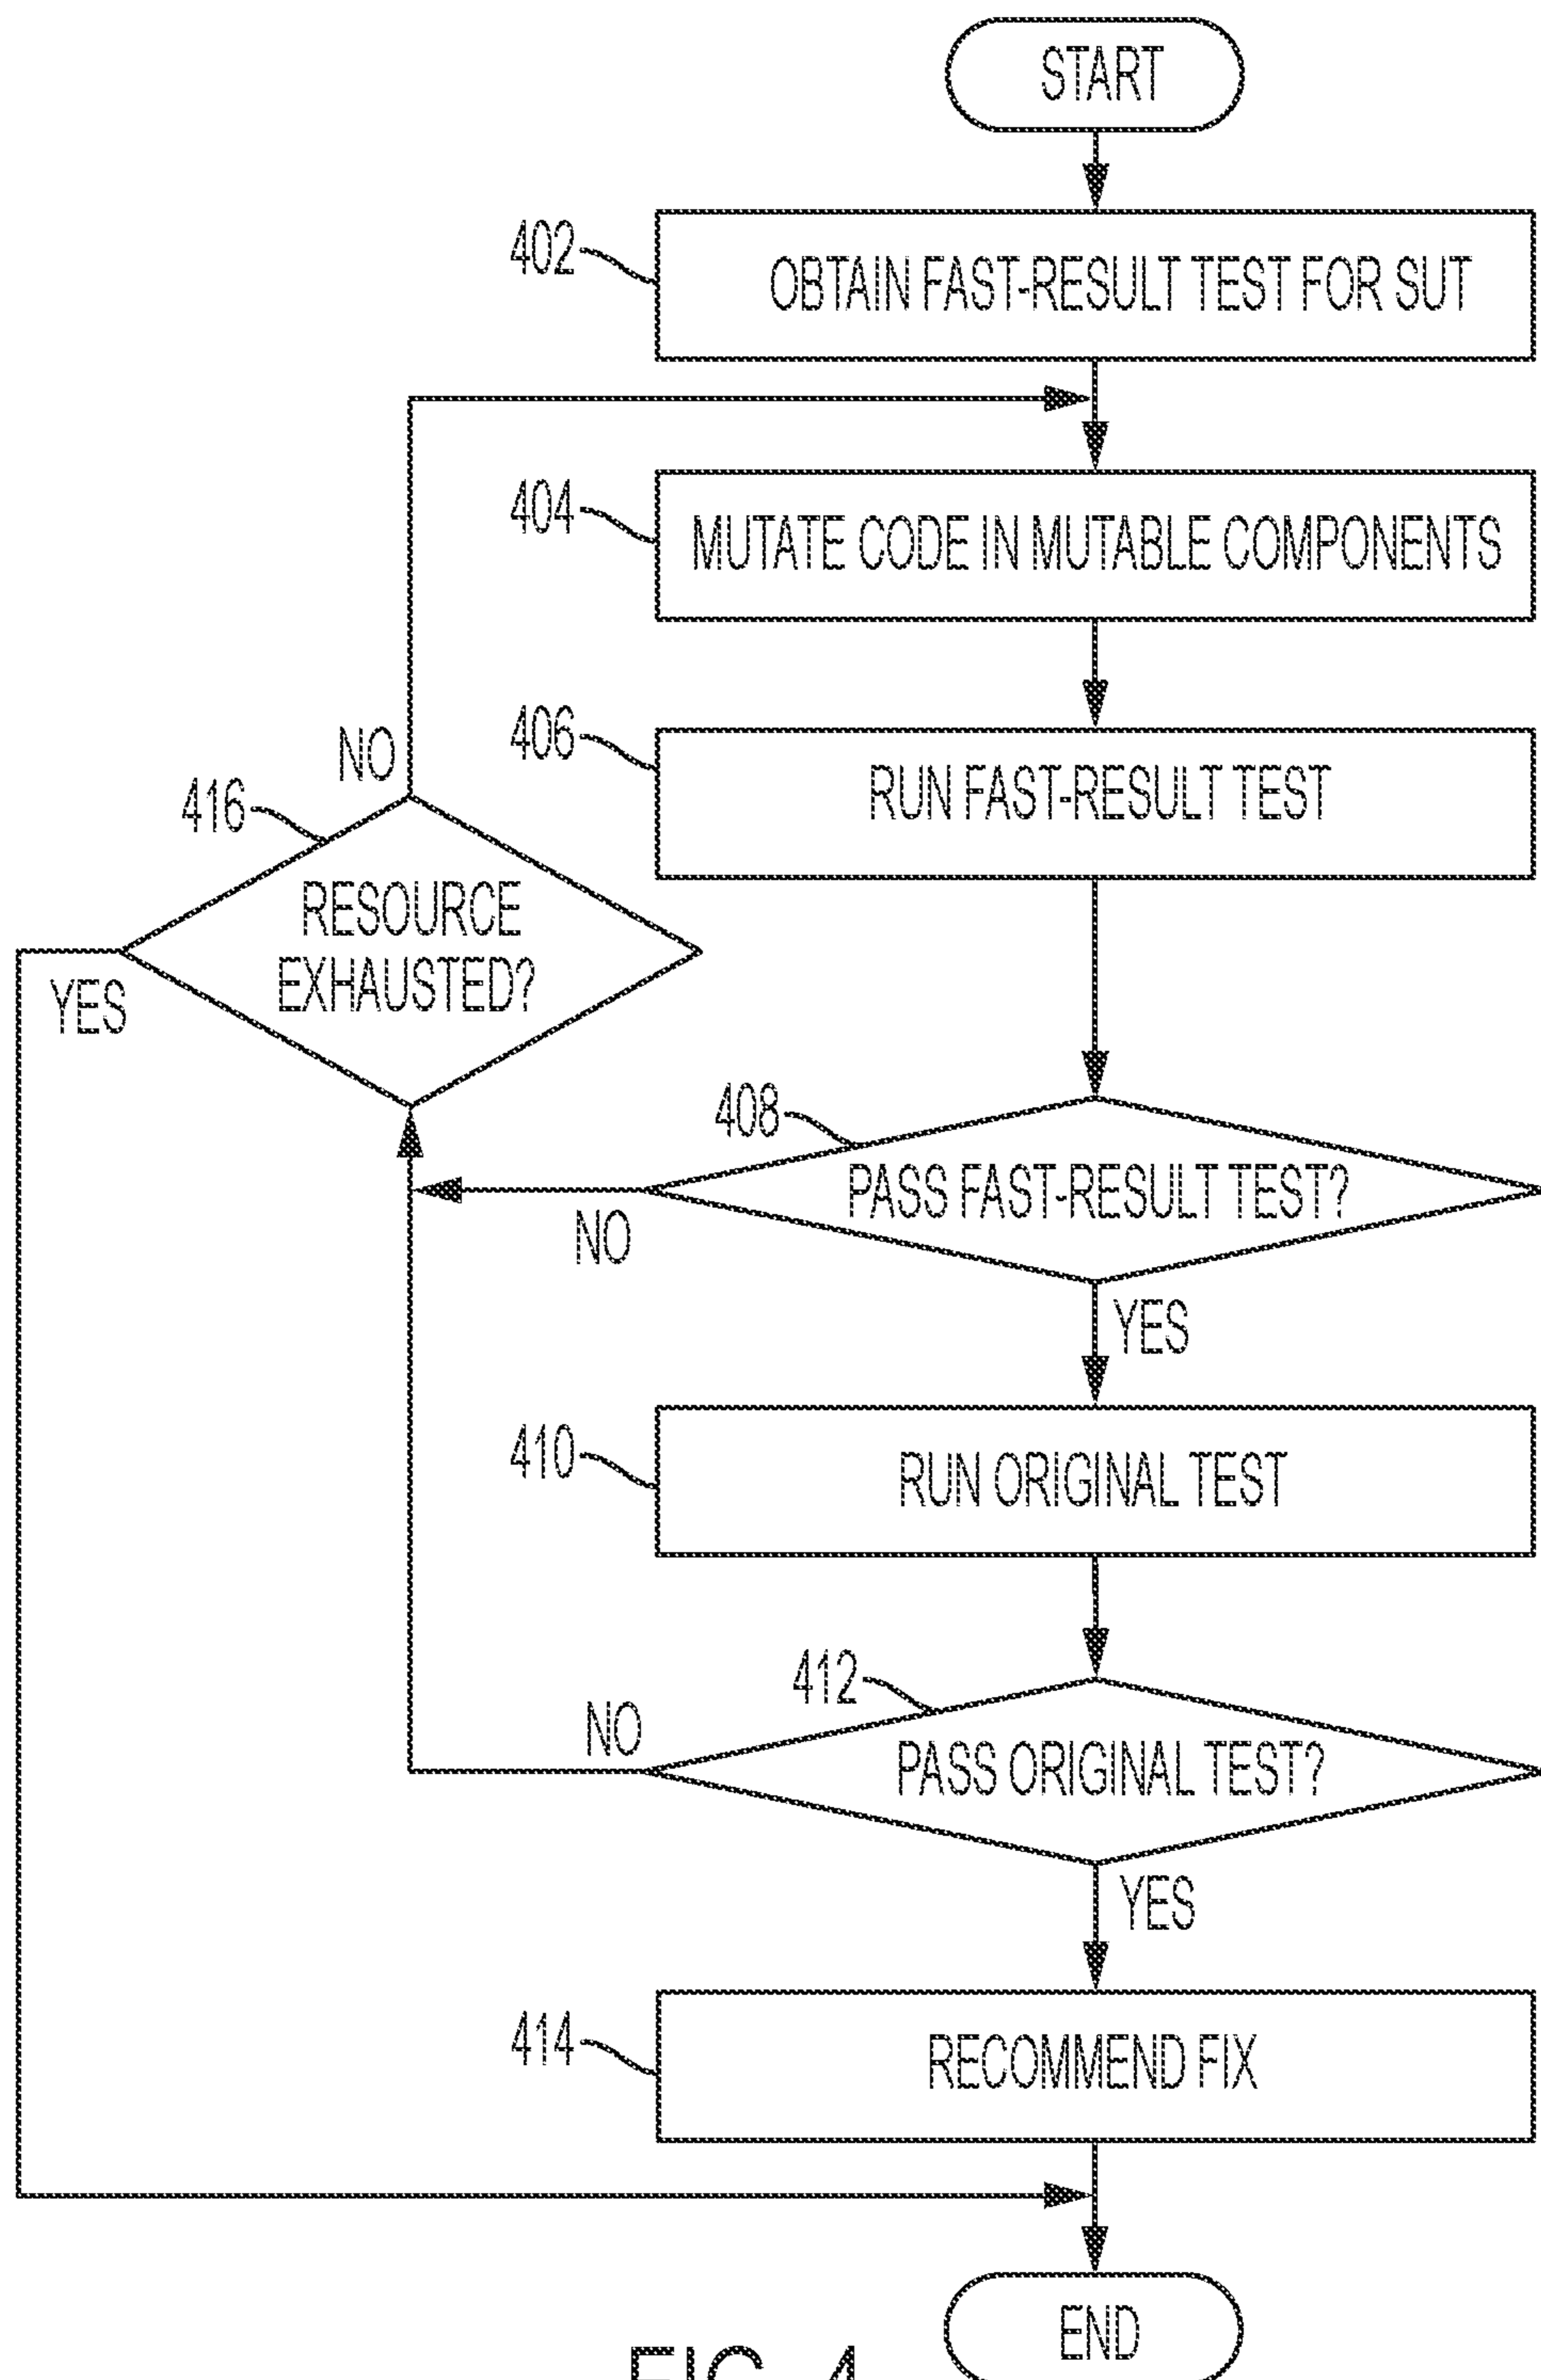 START
402
OBTAIN FAST-RESULT TEST FOR SUT
404
MUTATE CODE IN MUTABLE COMPONENTS
406
RUN FAST-RESULT TEST
NO
416
RESOURCE
EXHAUSTED?
YES
408
PASS FAST-RESULT TEST?
NO
YES
410
RUN ORIGINAL TEST
412
NO
PASS ORIGINAL TEST?
YES
414
RECOMMEND FIX
END
FIG. 4